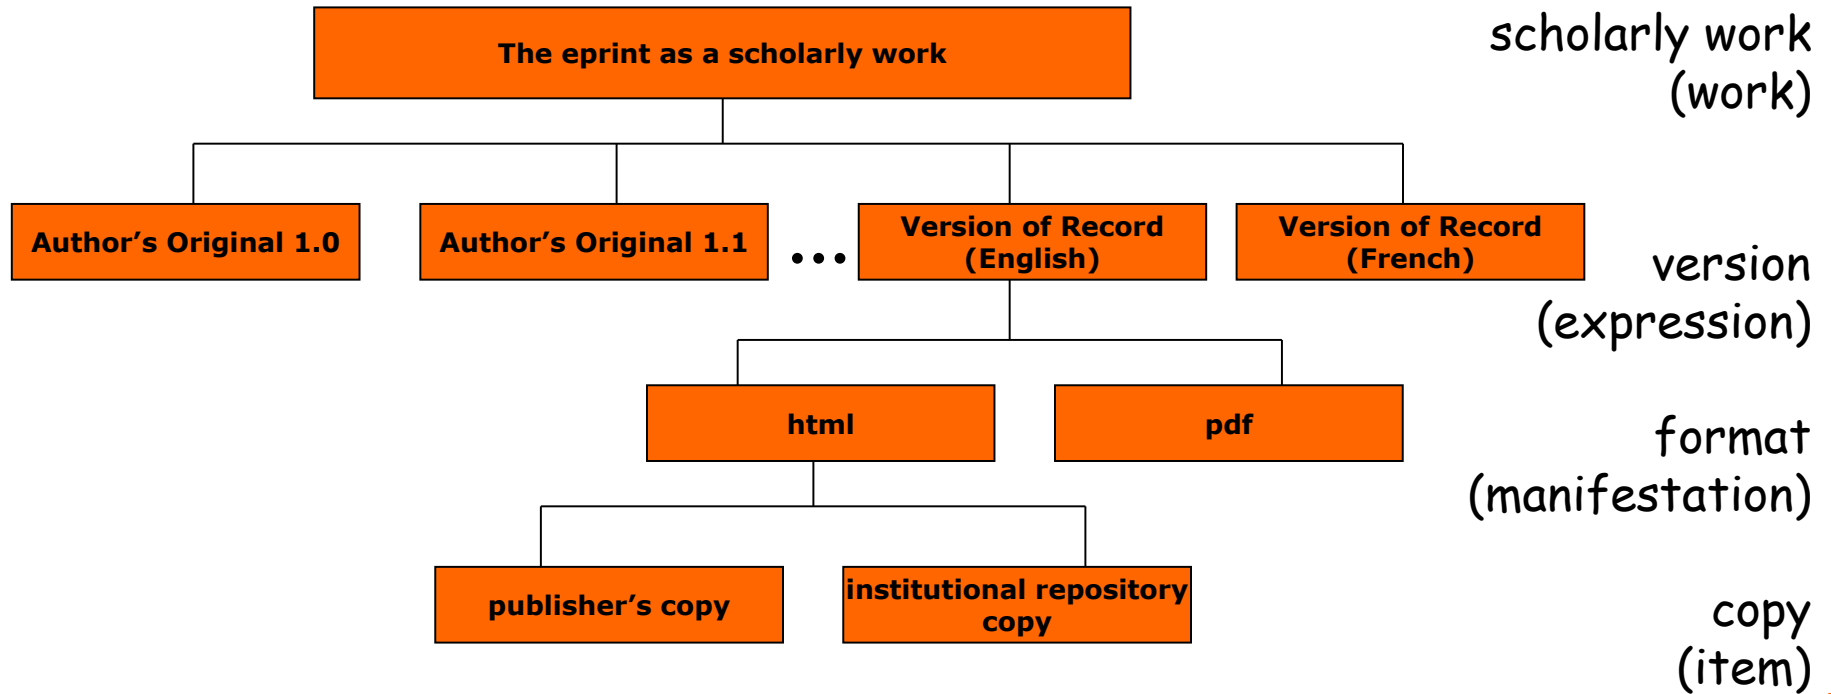 The eprint as a scholarly work
scholarly work
(work)
Author’s Original 1.0
Author’s Original 1.1
...
Version of Record
(English)
Version of Record
(French)
version
(expression)
html
pdf
format
(manifestation)
publisher’s copy
institutional repository
copy
copy
(item)